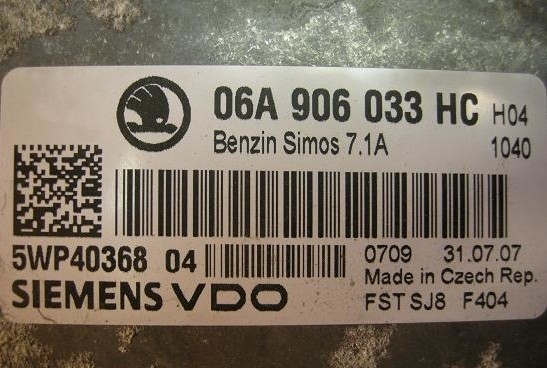 06A 906 033 HC H04
Benzin Simos 7.1A 1040
5WP40368 04 0709 31.07.07
Made in Czech Rep.
SIEMENS VDO FST SJ8 F404